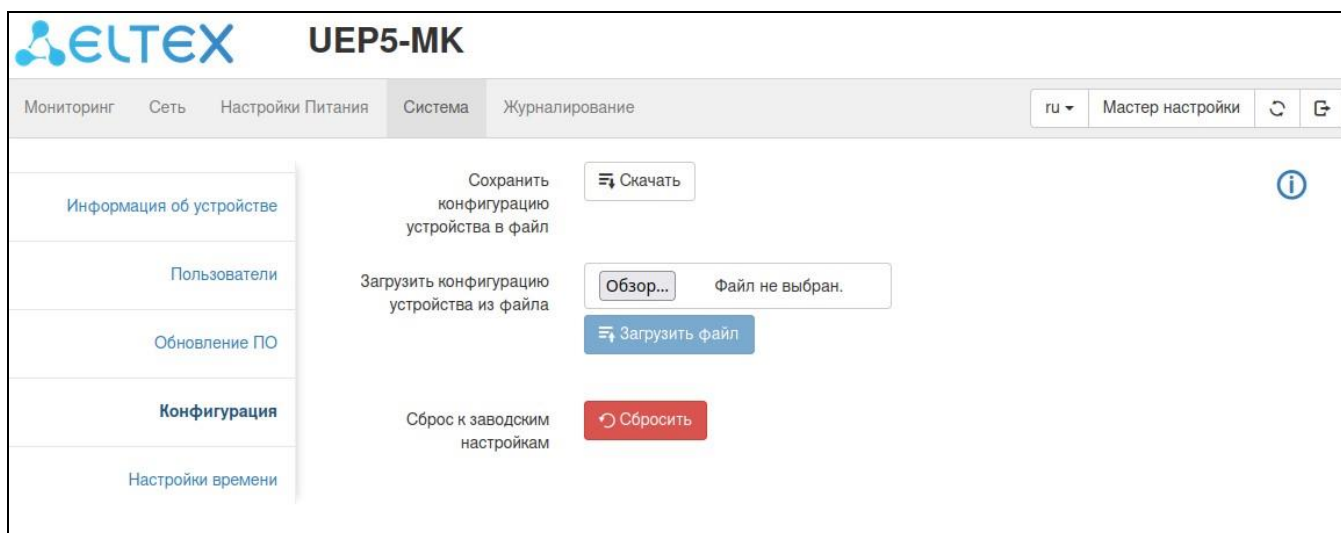 ELTEX UEP5-MK
Мониторинг Сеть Настройки Питания Система Журналирование ru Мастер настройки
Информация об устройстве
Пользователи
Обновление ПО
Конфигурация
Настройки времени
Сохранить
конфигурацию
устройства в файл
Скачать
Загрузить конфигурацию
устройства из файла
Обзор... Файл не выбран.
Загрузить файл
Сброс к заводским
настройкам
Сбросить